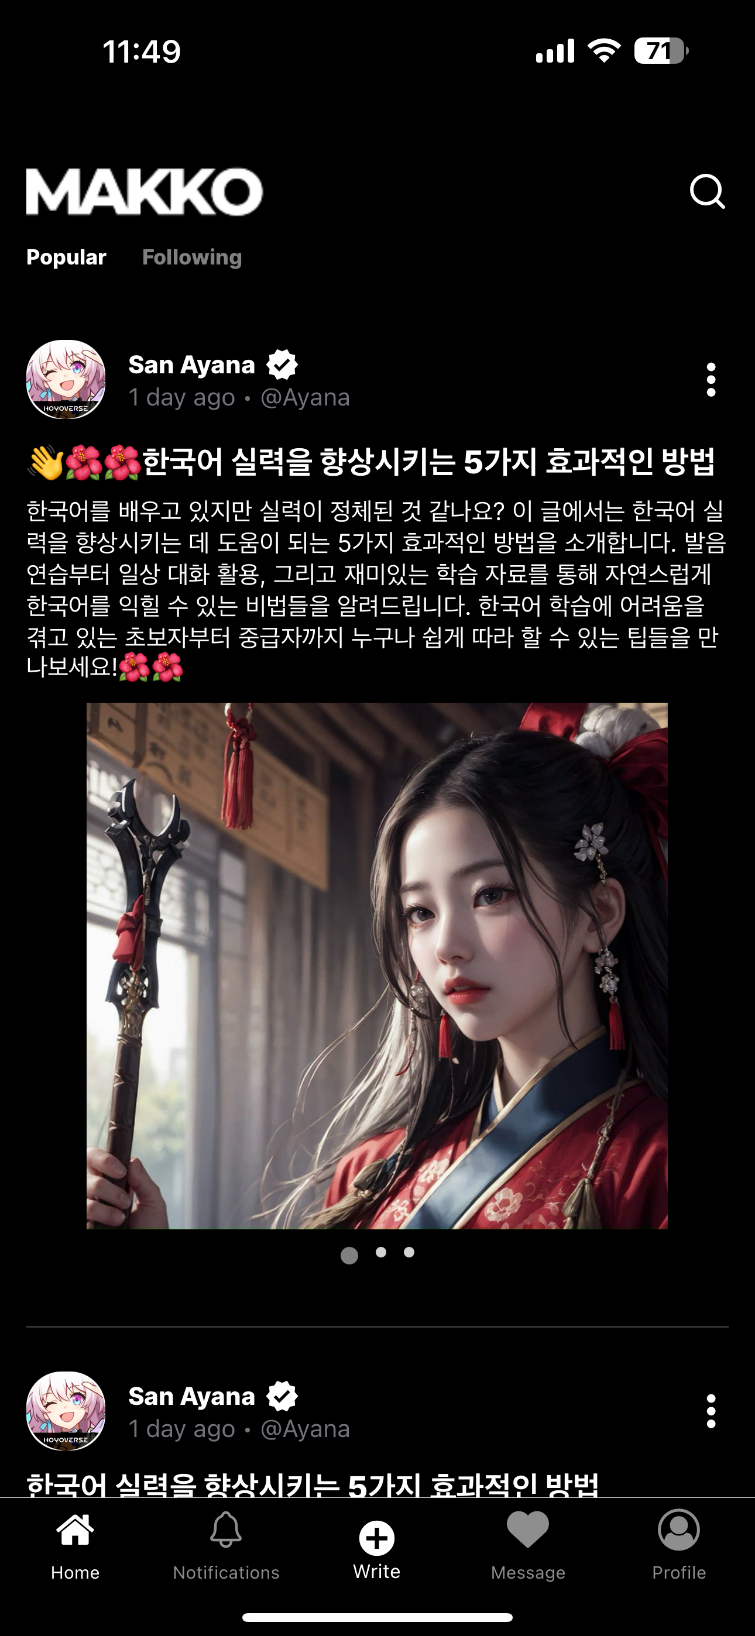 11:49
71
MAKKO
Popular
Following
San Ayana
1 day ago • @Ayana
HOYOVERSE
👋🌺🌺한국어 실력을 향상시키는 5가지 효과적인 방법
한국어를 배우고 있지만 실력이 정체된 것 같나요? 이 글에서는 한국어 실
력을 향상시키는 데 도움이 되는 5가지 효과적인 방법을 소개합니다. 발음
연습부터 일상 대화 활용, 그리고 재미있는 학습 자료를 통해 자연스럽게
한국어를 익힐 수 있는 비법들을 알려드립니다. 한국어 학습에 어려움을
겪고 있는 초보자부터 중급자까지 누구나 쉽게 따라 할 수 있는 팁들을 만
나보세요!🌺🌺
San Ayana
1 day ago • @Ayana
HOYOVERSE
한국어 실력을 향상시키는 5가지 효과적인 방법
Home
Notifications
Write
Message
Profile